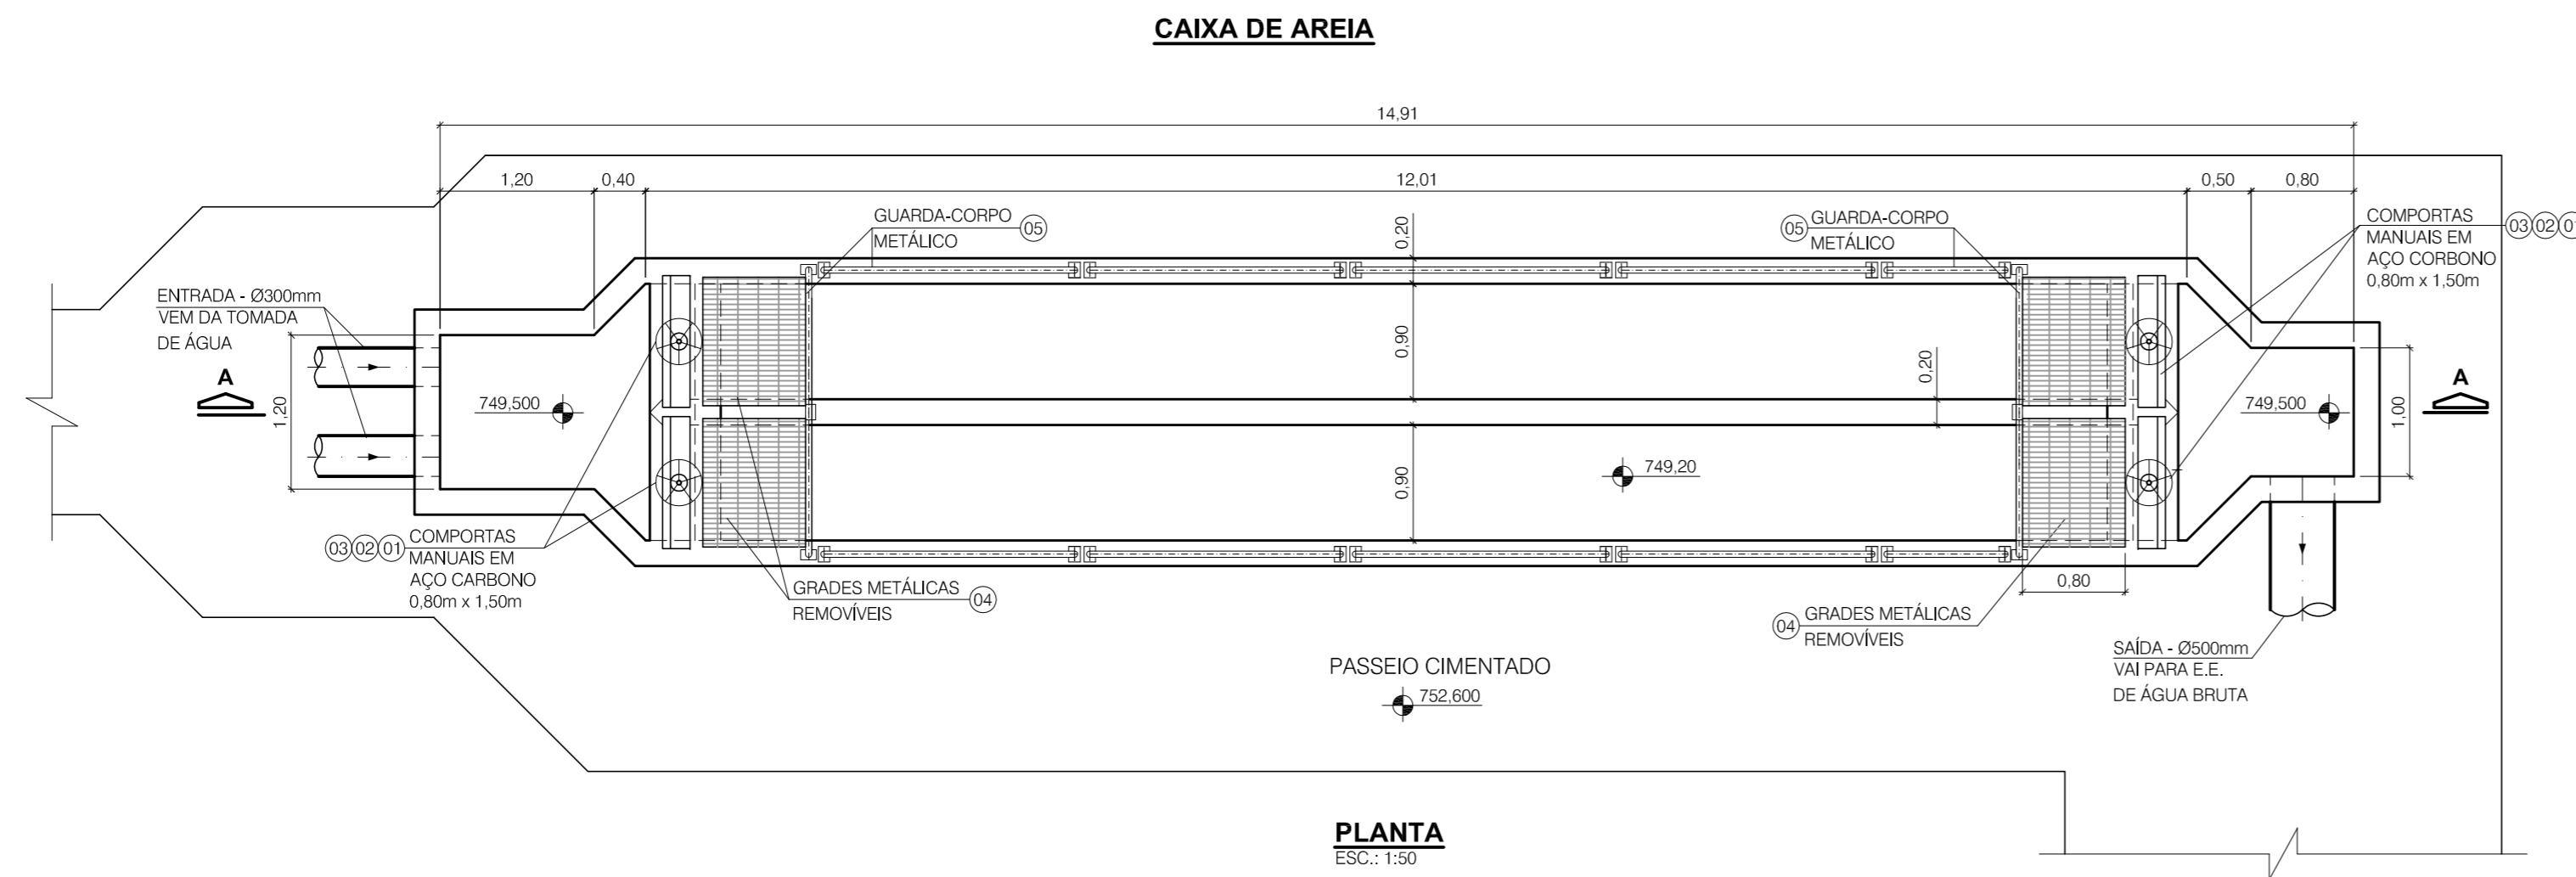 CAIXA DE AREIA
14,91
1,20
0,40
12,01
0,50
0,80
GUARDA-CORPO
METÁLICO
05
0,20
05
GUARDA-CORPO
METÁLICO
COMPORTAS
MANUAIS EM
AÇO CARBONO
0,80m x 1,50m
03 02 01
ENTRADA - Ø300mm
VEM DA TOMADA
DE ÁGUA
A
1,20
749,500
0,90
0,20
749,500
1,00
A
0,90
749,20
03 02 01
COMPORTAS
MANUAIS EM
AÇO CARBONO
0,80m x 1,50m
GRADES METÁLICAS
REMOVÍVEIS
04
0,80
04
GRADES METÁLICAS
REMOVÍVEIS
SAÍDA - Ø500mm
VAI PARA E.E.
DE ÁGUA BRUTA
PASSEIO CIMENTADO
752,600
PLANTA
ESC.: 1:50